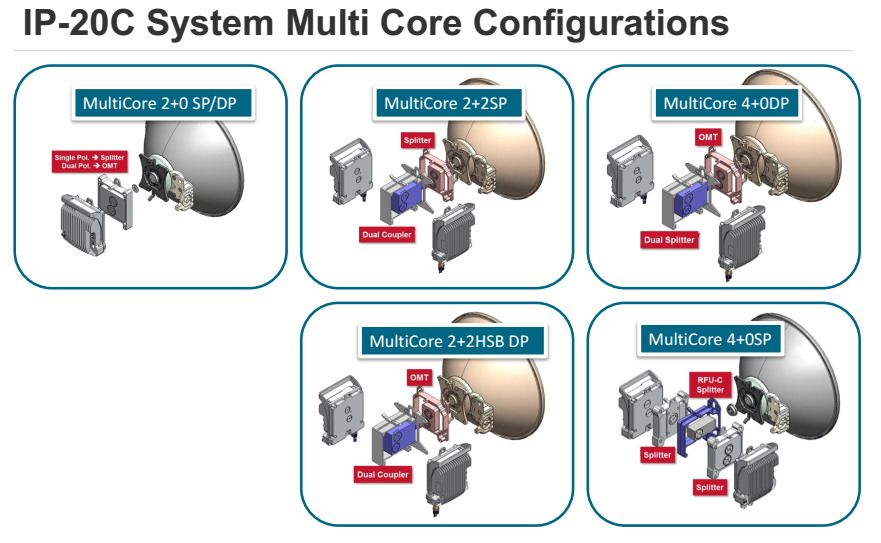 IP-20C System Multi Core Configurations
MultiCore 2+0 SP/DP
Single Pol. ➔ Splitter
Dual Pol. ➔ OMT
MultiCore 2+2SP
Splitter
Dual Coupler
MultiCore 4+0DP
OMT
Dual Splitter
MultiCore 2+2HSB DP
OMT
Dual Coupler
MultiCore 4+0SP
RFU-C
Splitter
Splitter
Splitter